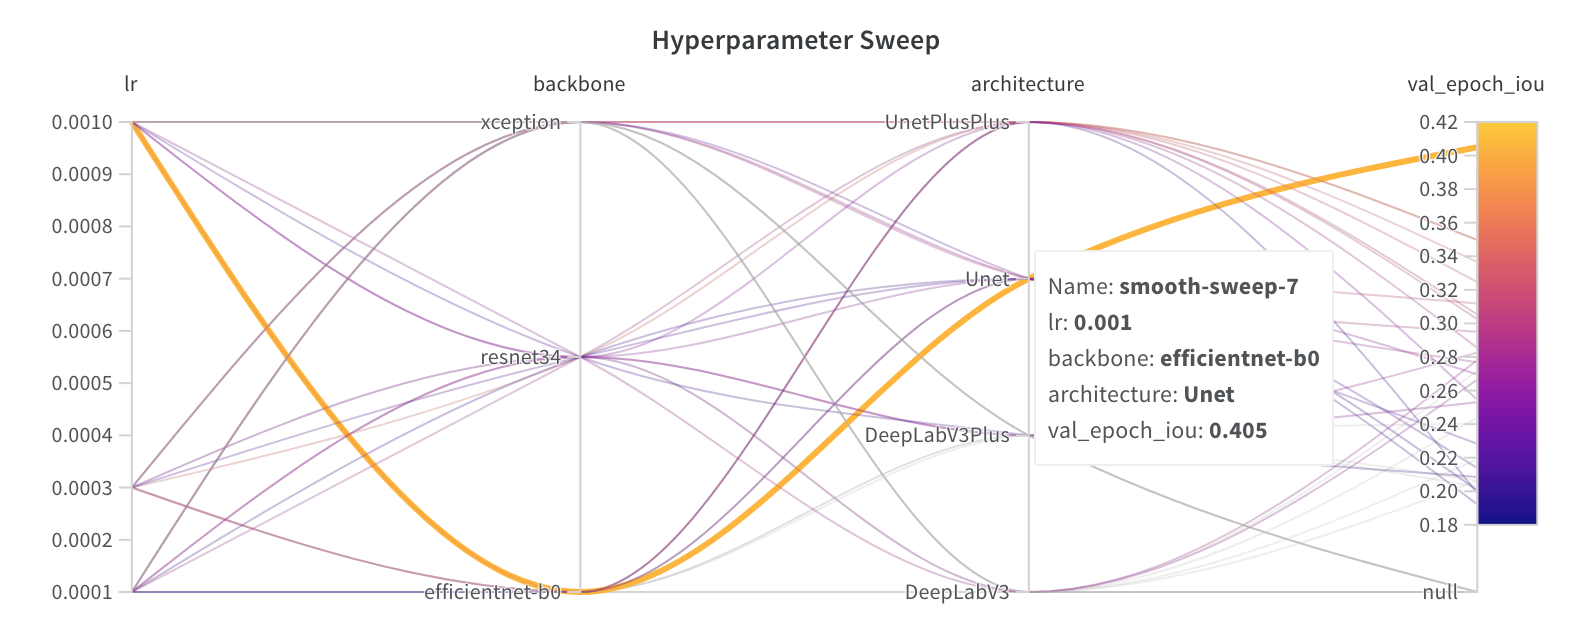 Hyperparameter Sweep
lr
backbone
architecture
val_epoch_iou
0.0010
0.0009
0.0008
0.0007
0.0006
0.0005
0.0004
0.0003
0.0002
0.0001
xception
resnet34
efficientnet-b0
UnetPlusPlus
Unet
DeepLabV3Plus
DeepLabV3
Name: smooth-sweep-7
lr: 0.001
backbone: efficientnet-b0
architecture: Unet
val_epoch_iou: 0.405
0.42
0.40
0.38
0.36
0.34
0.32
0.30
0.28
0.26
0.24
0.22
0.20
0.18
null